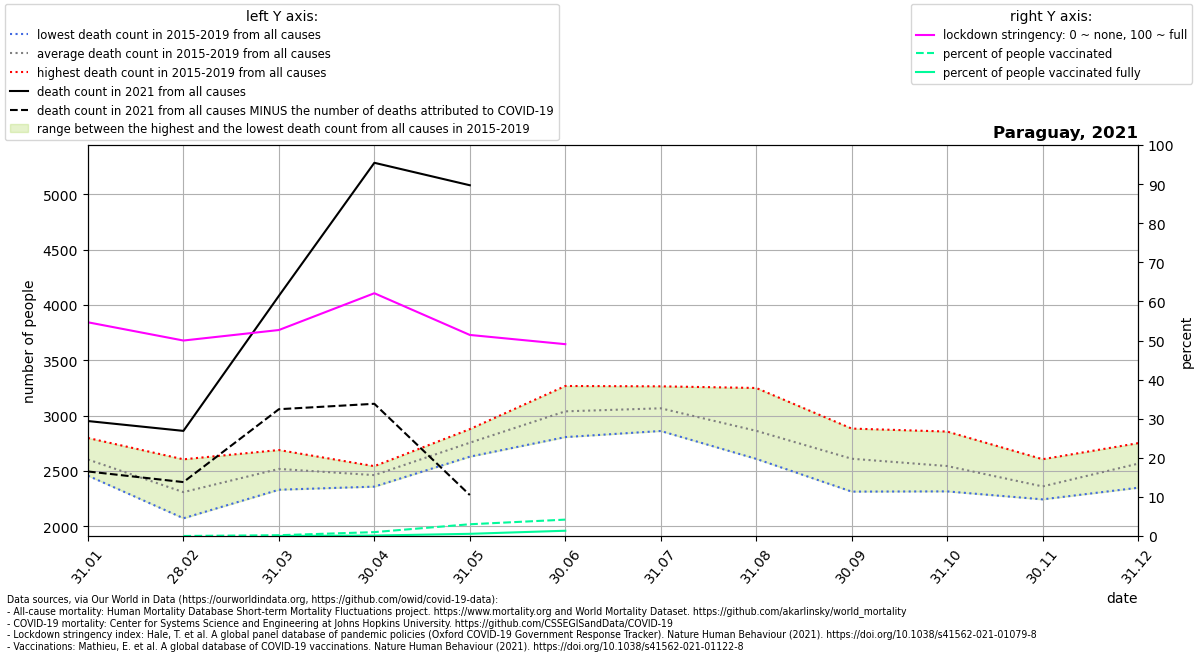 left Y axis:
lowest death count in 2015-2019 from all causes
average death count in 2015-2019 from all causes
highest death count in 2015-2019 from all causes
death count in 2021 from all causes
death count in 2021 from all causes MINUS the number of deaths attributed to COVID-19
range between the highest and the lowest death count from all causes in 2015-2019
right Y axis:
lockdown stringency: 0 ~ none, 100 ~ full
percent of people vaccinated
percent of people vaccinated fully
Paraguay, 2021
number of people
5000
4500
4000
3500
3000
2500
2000
100
90
80
70
60
50
40
30
20
10
0
percent
31.01
28.02
31.03
30.04
31.05
30.06
31.07
31.08
30.09
31.10
30.11
31.12
date
Data sources, via Our World in Data (https://ourworldindata.org, https://github.com/owid/covid-19-data):
- All-cause mortality: Human Mortality Database Short-term Mortality Fluctuations project. https://www.mortality.org and World Mortality Dataset. https://github.com/akarlinsky/world_mortality
- COVID-19 mortality: Center for Systems Science and Engineering at Johns Hopkins University. https://github.com/CSSEGISandData/COVID-19
- Lockdown stringency index: Hale, T. et al. A global panel database of pandemic policies (Oxford COVID-19 Government Response Tracker). Nature Human Behaviour (2021). https://doi.org/10.1038/s41562-021-01079-8
- Vaccinations: Mathieu, E. et al. A global database of COVID-19 vaccinations. Nature Human Behaviour (2021). https://doi.org/10.1038/s41562-021-01122-8